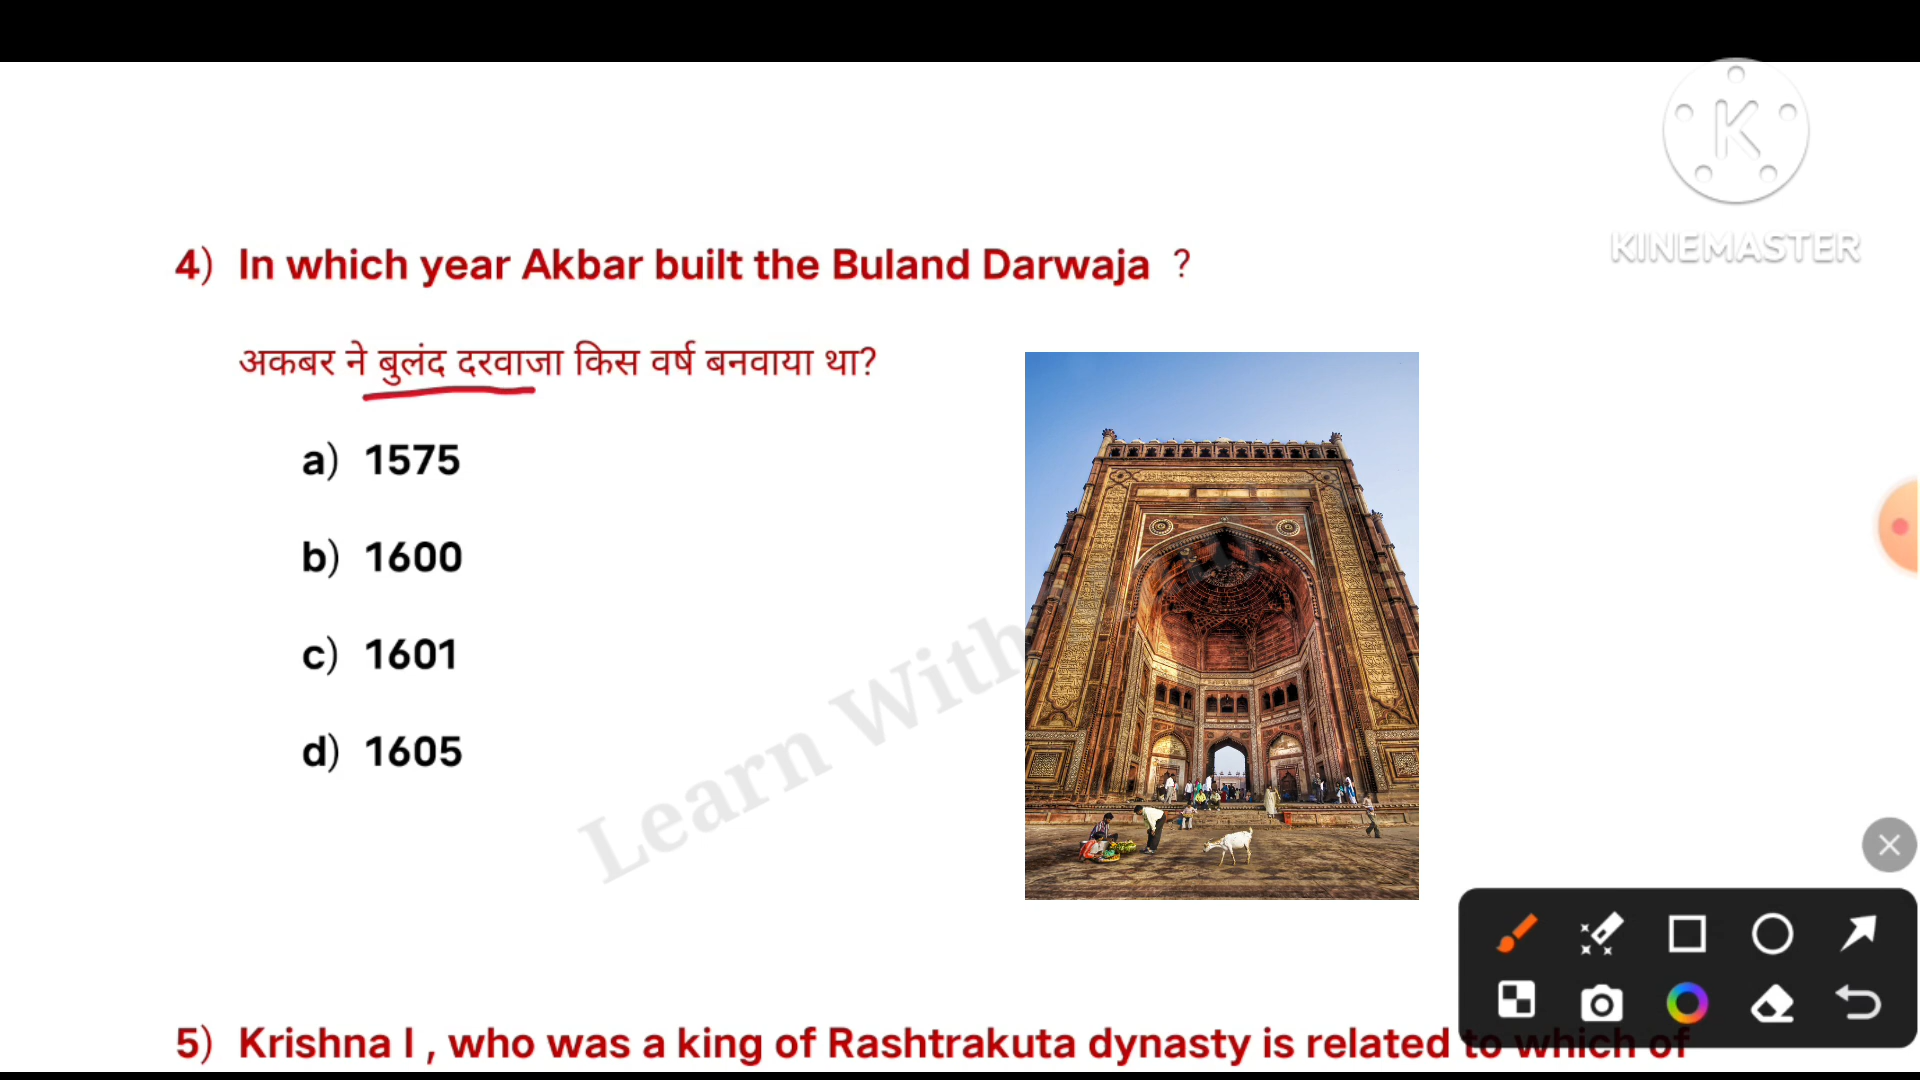 KINEMASTER
4) In which year Akbar built the Buland Darwaja ?
अकबर ने बुलंद दरवाजा किस वर्ष बनवाया था?
a) 1575
b) 1600
c) 1601
d) 1605
Learn With
5) Krishna I , who was a king of Rashtrakuta dynasty is related to which of